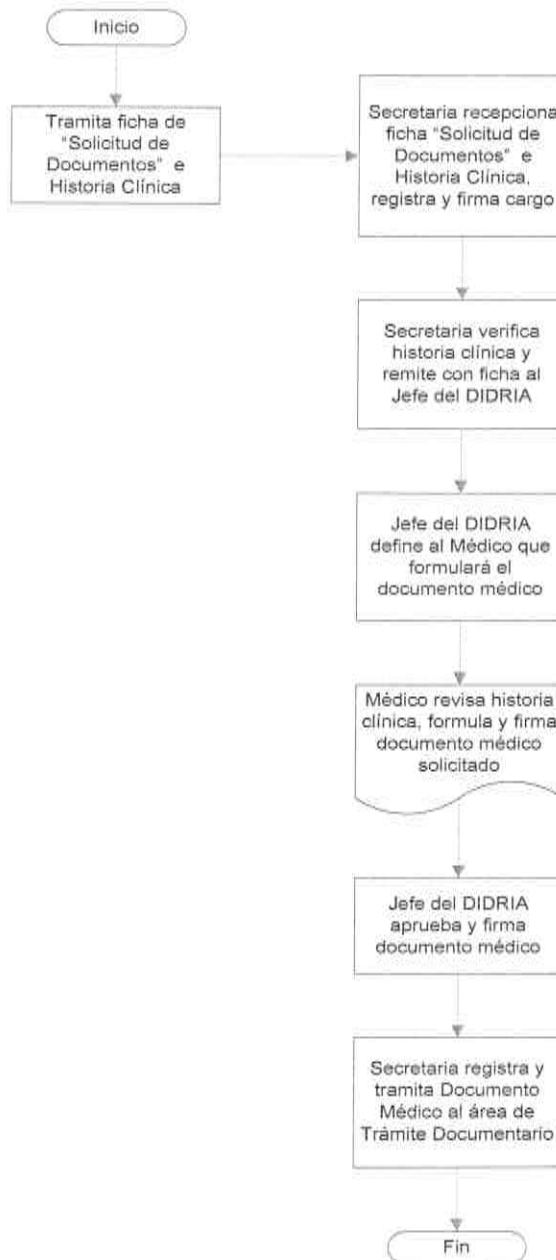 Inicio
Tramita ficha de
"Solicitud de
Documentos" e
Historia Clínica
Secretaria recepciona
ficha "Solicitud de
Documentos" e
Historia Clínica,
registra y firma cargo
Secretaria verifica
historia clínica y
remite con ficha al
Jefe del DIDRIA
Jefe del DIDRIA
define al Médico que
formulará el
documento médico
Médico revisa historia
clínica, formula y firma
documento médico
solicitado
Jefe del DIDRIA
aprueba y firma
documento médico
Secretaria registra y
tramita Documento
Médico al área de
Trámite Documentario
Fin